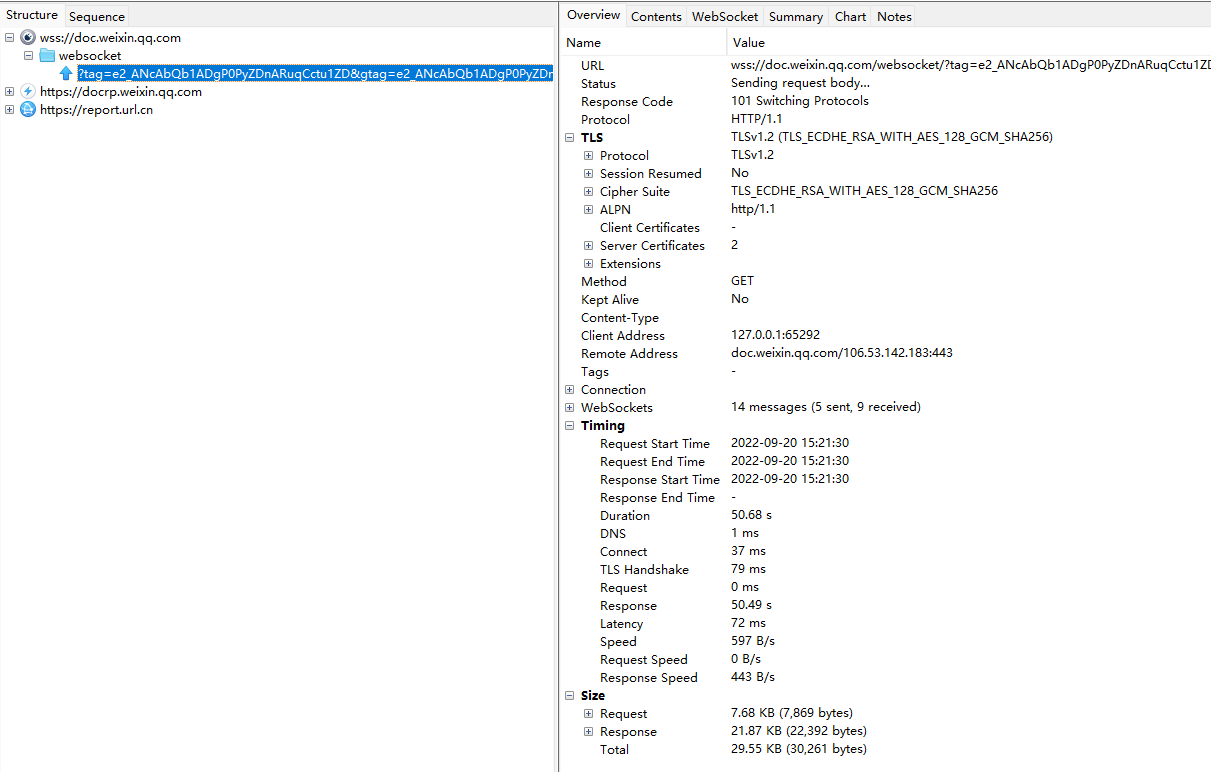 Structure Sequence
wss://doc.weixin.qq.com
websocket
?tag=e2_ANcAbQb1ADgP0PyZDnARuqCctu1ZD&gtag=e2_ANcAbQb1ADgP0PyZDn
https://docrp.weixin.qq.com
https://report.url.cn
Overview Contents WebSocket Summary Chart Notes
Name Value
URL wss://doc.weixin.qq.com/websocket/?tag=e2_ANcAbQb1ADgP0PyZDnARuqCctu1ZD
Status Sending request body...
Response Code 101 Switching Protocols
Protocol HTTP/1.1
TLS TLSv1.2 (TLS_ECDHE_RSA_WITH_AES_128_GCM_SHA256)
Protocol TLSv1.2
Session Resumed No
Cipher Suite TLS_ECDHE_RSA_WITH_AES_128_GCM_SHA256
ALPN http/1.1
Client Certificates -
Server Certificates 2
Extensions
Method GET
Kept Alive No
Content-Type
Client Address 127.0.0.1:65292
Remote Address doc.weixin.qq.com/106.53.142.183:443
Tags -
Connection
WebSockets 14 messages (5 sent, 9 received)
Timing
Request Start Time 2022-09-20 15:21:30
Request End Time 2022-09-20 15:21:30
Response Start Time 2022-09-20 15:21:30
Response End Time -
Duration 50.68 s
DNS 1 ms
Connect 37 ms
TLS Handshake 79 ms
Request 0 ms
Response 50.49 s
Latency 72 ms
Speed 597 B/s
Request Speed 0 B/s
Response Speed 443 B/s
Size
Request 7.68 KB (7,869 bytes)
Response 21.87 KB (22,392 bytes)
Total 29.55 KB (30,261 bytes)